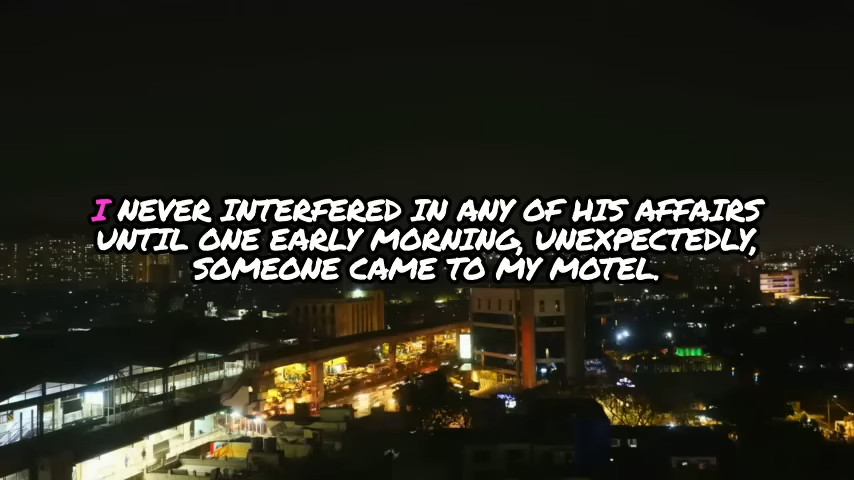 I NEVER INTERFERED IN ANY OF HIS AFFAIRS
UNTIL ONE EARLY MORNING, UNEXPECTEDLY,
SOMEONE CAME TO MY MOTEL.